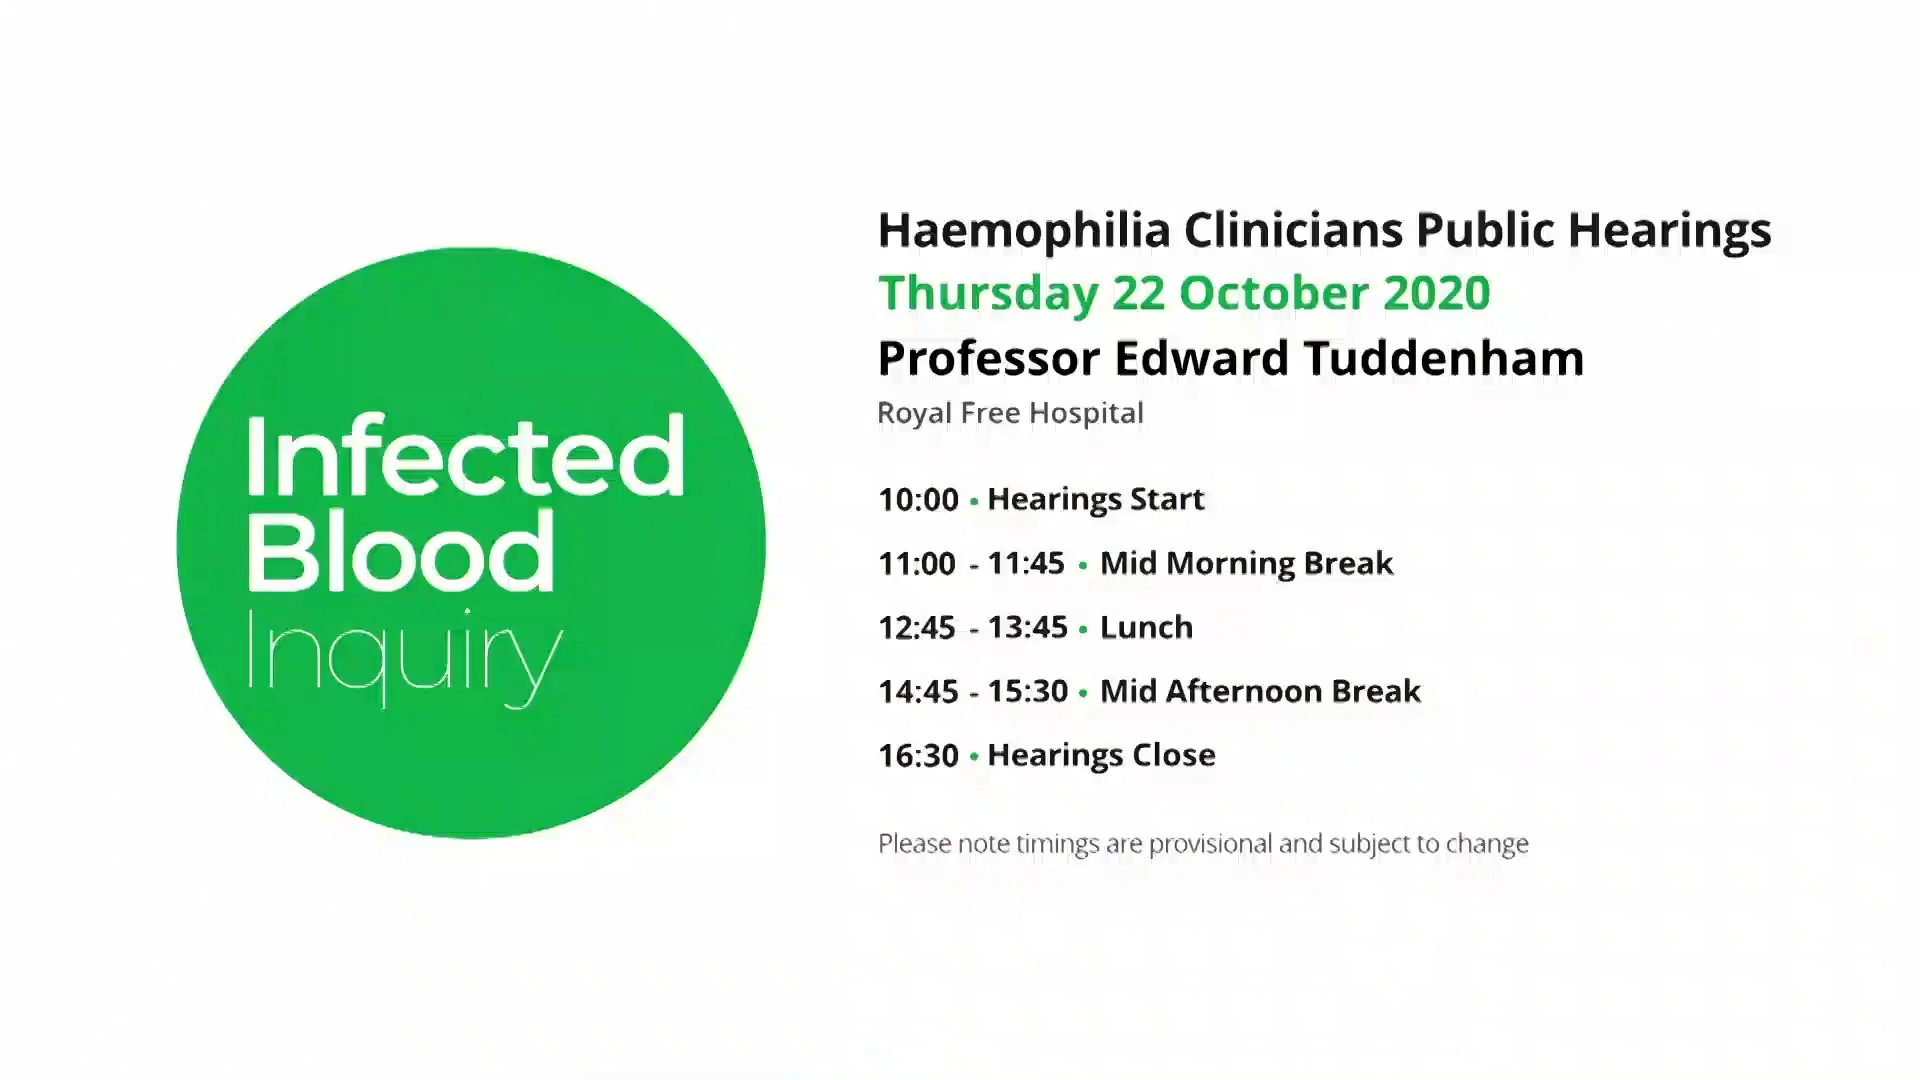 Infected
Blood
Inquiry
Haemophilia Clinicians Public Hearings
Thursday 22 October 2020
Professor Edward Tuddenham
Royal Free Hospital
10:00 • Hearings Start
11:00 - 11:45 • Mid Morning Break
12:45 - 13:45 • Lunch
14:45 - 15:30 • Mid Afternoon Break
16:30 • Hearings Close
Please note timings are provisional and subject to change